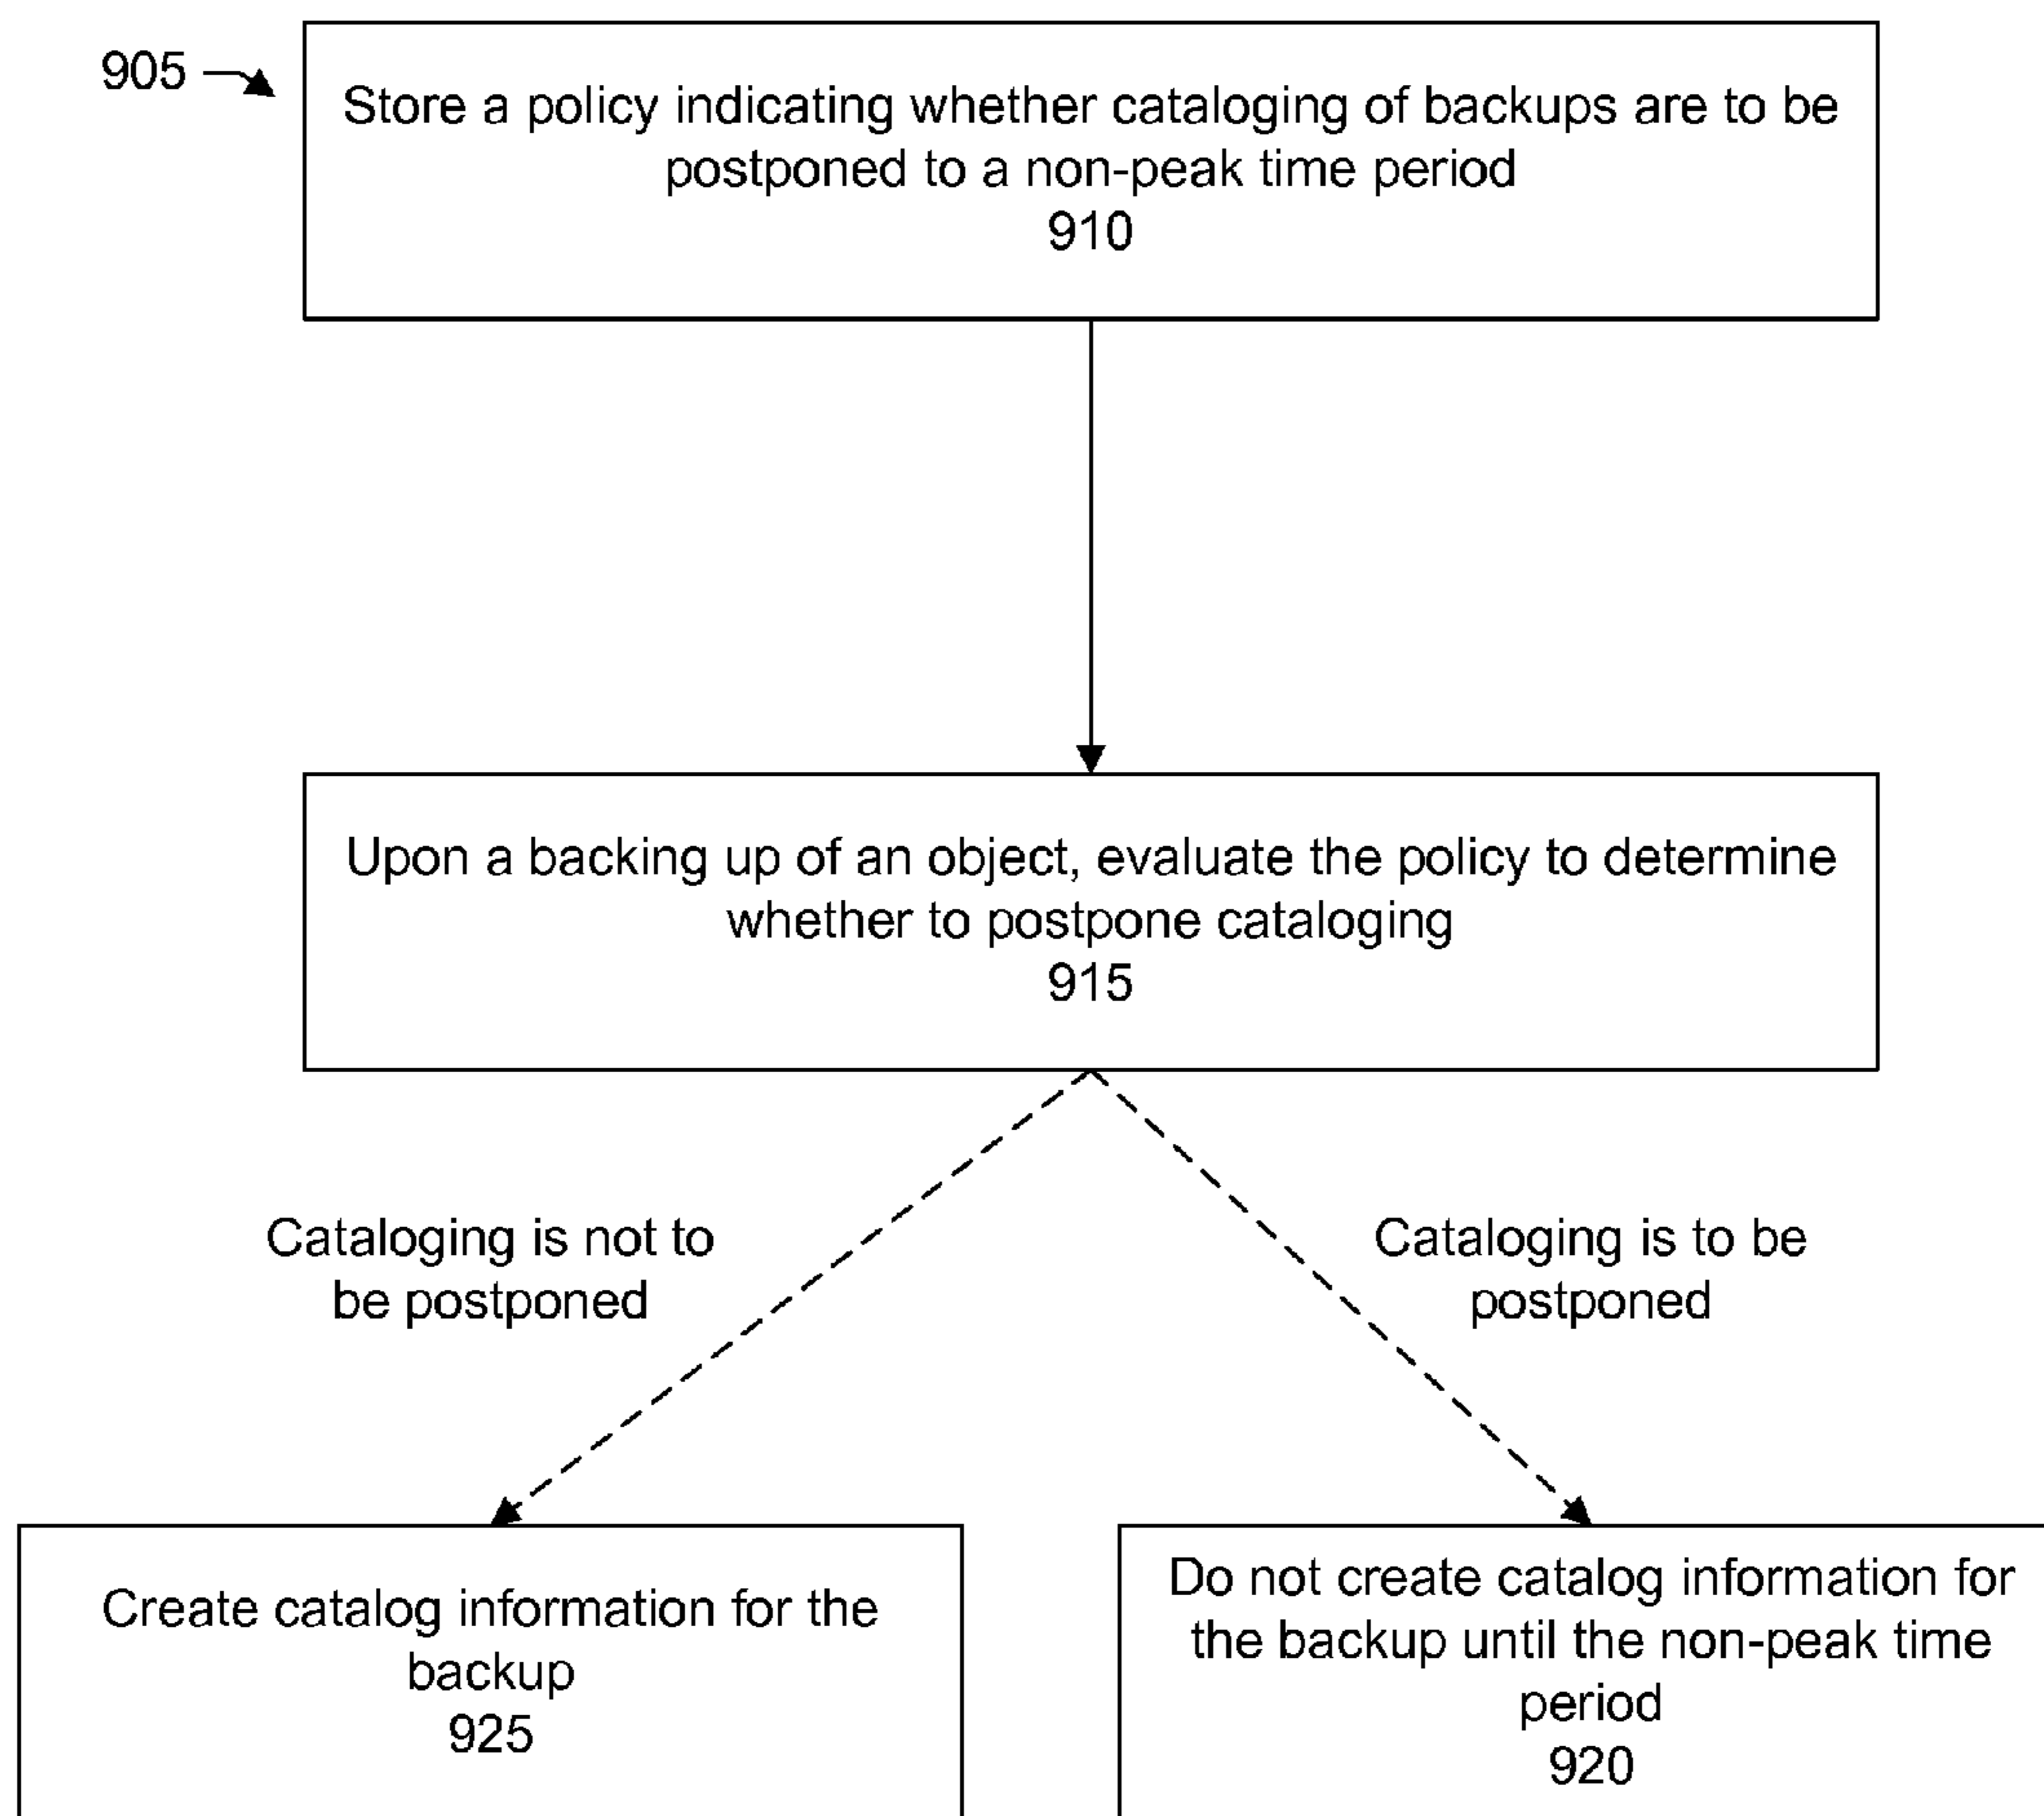 905
Store a policy indicating whether cataloging of backups are to be
postponed to a non-peak time period
910
Upon a backing up of an object, evaluate the policy to determine
whether to postpone cataloging
915
Cataloging is not to
be postponed
Cataloging is to be
postponed
Create catalog information for the
backup
925
Do not create catalog information for
the backup until the non-peak time
period
920